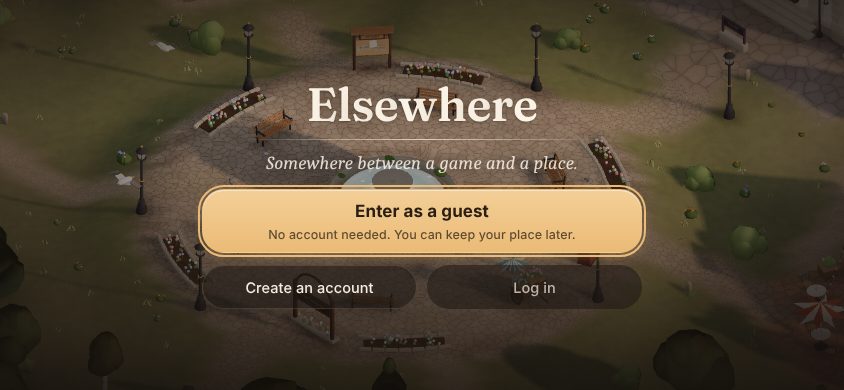 Elsewhere
Somewhere between a game and a place.
Enter as a guest
No account needed. You can keep your place later.
Create an account
Log in